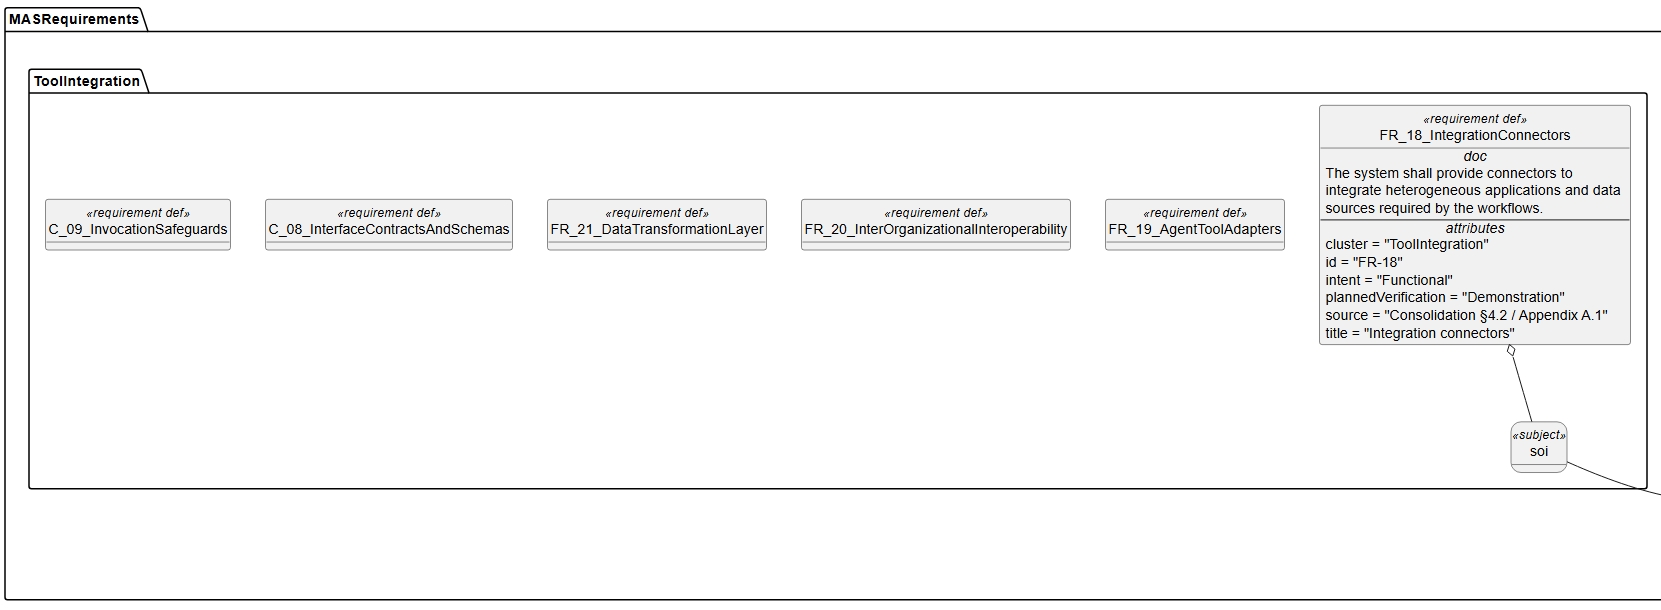 MASRequirements
ToolIntegration
«requirement def»
C_09_InvocationSafeguards
«requirement def»
C_08_InterfaceContractsAndSchemas
«requirement def»
FR_21_DataTransformationLayer
«requirement def»
FR_20_InterOrganizationalInteroperability
«requirement def»
FR_19_AgentToolAdapters
«requirement def»
FR_18_IntegrationConnectors
doc
The system shall provide connectors to
integrate heterogeneous applications and data
sources required by the workflows.
attributes
cluster = "ToolIntegration"
id = "FR-18"
intent = "Functional"
plannedVerification = "Demonstration"
source = "Consolidation §4.2 / Appendix A.1"
title = "Integration connectors"
«subject»
soi